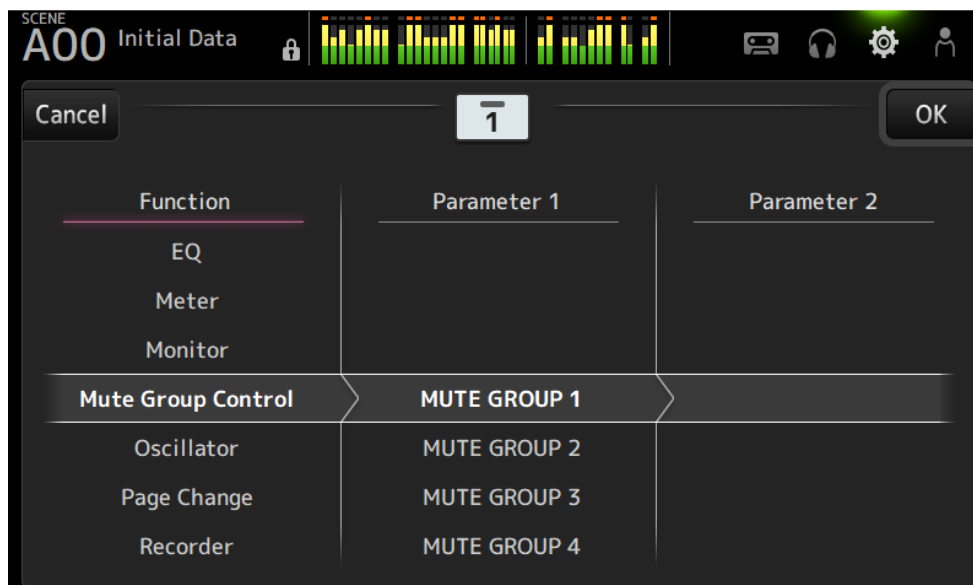 SCENE
A00 Initial Data
Cancel
1
OK
Function Parameter 1 Parameter 2
EQ
Meter
Monitor
Mute Group Control MUTE GROUP 1
Oscillator MUTE GROUP 2
Page Change MUTE GROUP 3
Recorder MUTE GROUP 4